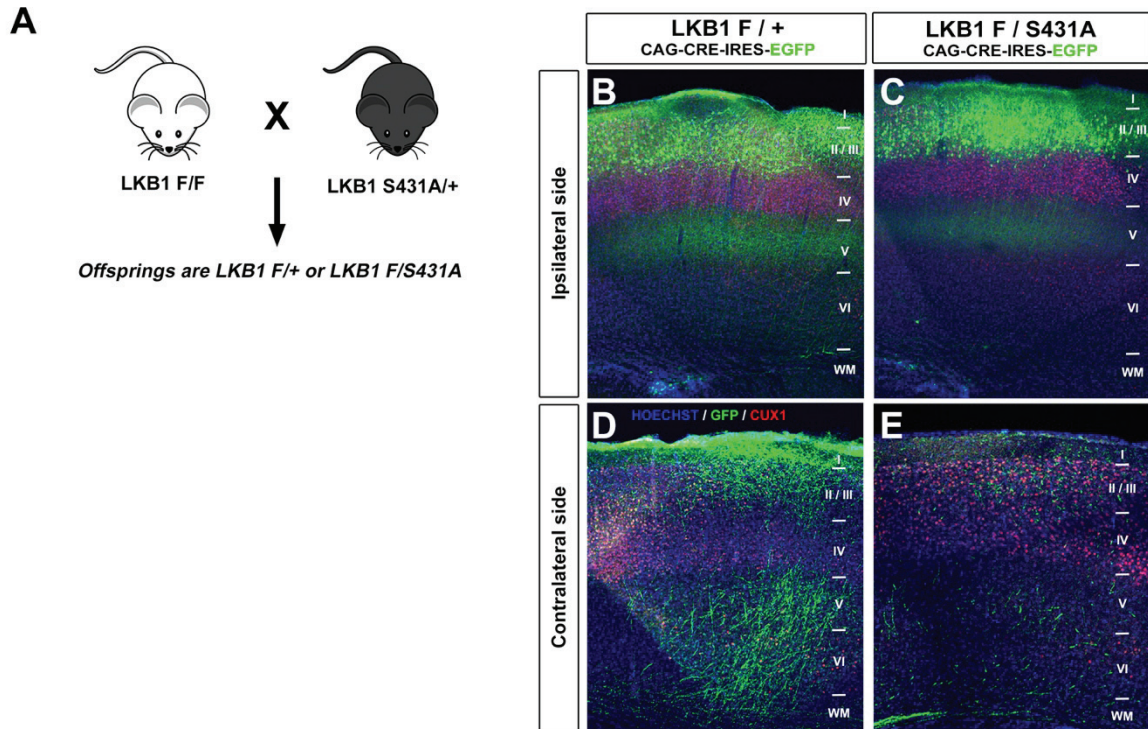 A
LKB1 F/F
X
LKB1 S431A/+
Offsprings are LKB1 F/+ or LKB1 F/S431A
LKB1 F / +
CAG-CRE-IRES-EGFP
LKB1 F / S431A
CAG-CRE-IRES-EGFP
Ipsilateral side
B
I
II / III
IV
V
VI
WM
C
I
II / III
IV
V
VI
WM
Contralateral side
D
HOECHST / GFP / CUX1
I
II / III
IV
V
VI
WM
E
I
II / III
IV
V
VI
WM